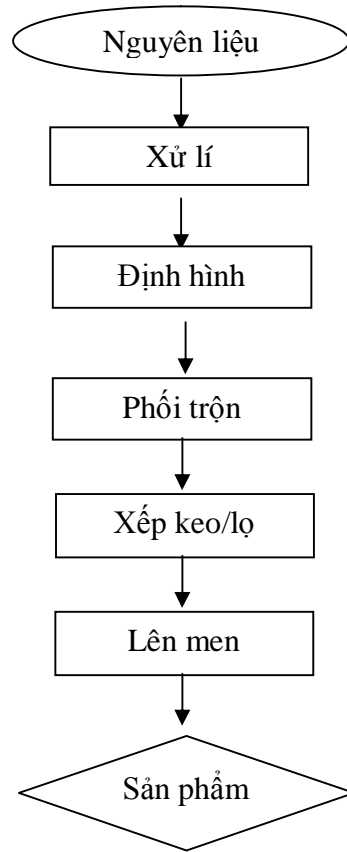 Nguyên liệu
Xử lí
Định hình
Phối trộn
Xếp keo/lọ
Lên men
Sản phẩm